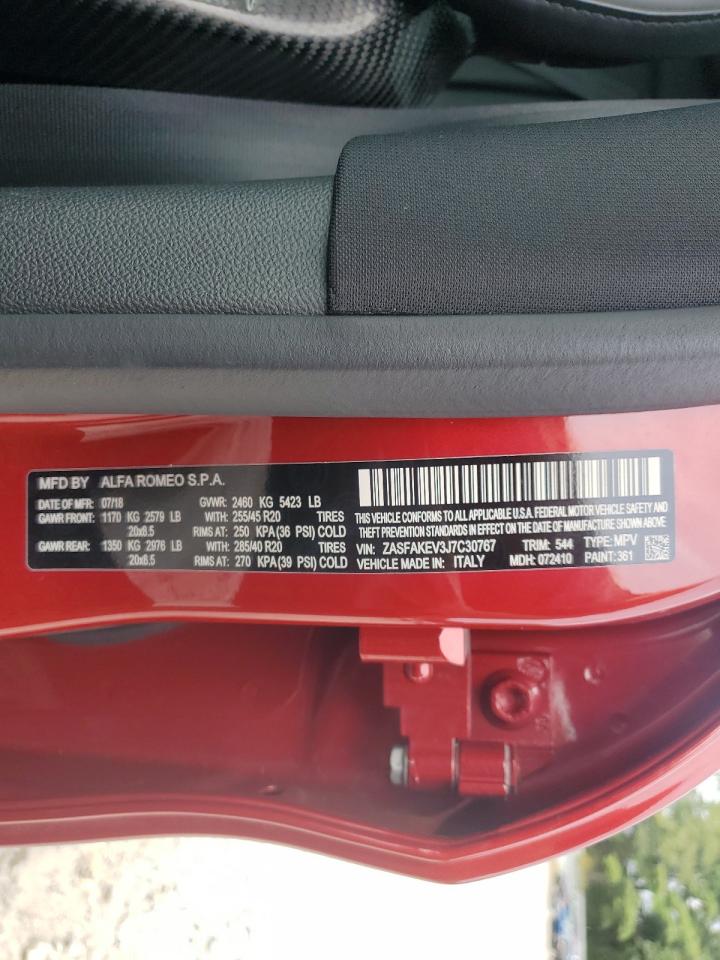 MFD BY ALFA ROMEO S.P.A.
DATE OF MFR: 07/18 GVWR: 2460 KG 5423 LB
GAWR FRONT: 1170 KG 2579 LB WITH: 255/45 R20 TIRES
20x8.5 RIMS AT: 250 KPA(36 PSI) COLD
GAWR REAR: 1350 KG 2976 LB WITH: 285/40 R20 TIRES
20x8.5 RIMS AT: 270 KPA(39 PSI) COLD
THIS VEHICLE CONFORMS TO ALL APPLICABLE U.S.A. FEDERAL MOTOR VEHICLE SAFETY
AND THEFT PREVENTION STANDARDS IN EFFECT ON THE DATE OF MANUFACTURE SHOWN ABOVE.
VIN: ZASFAKEV3J7C30767 TYPE: MPV
TRIM: 544
VEHICLE MADE IN: ITALY MDH: 072410 PAINT: 361